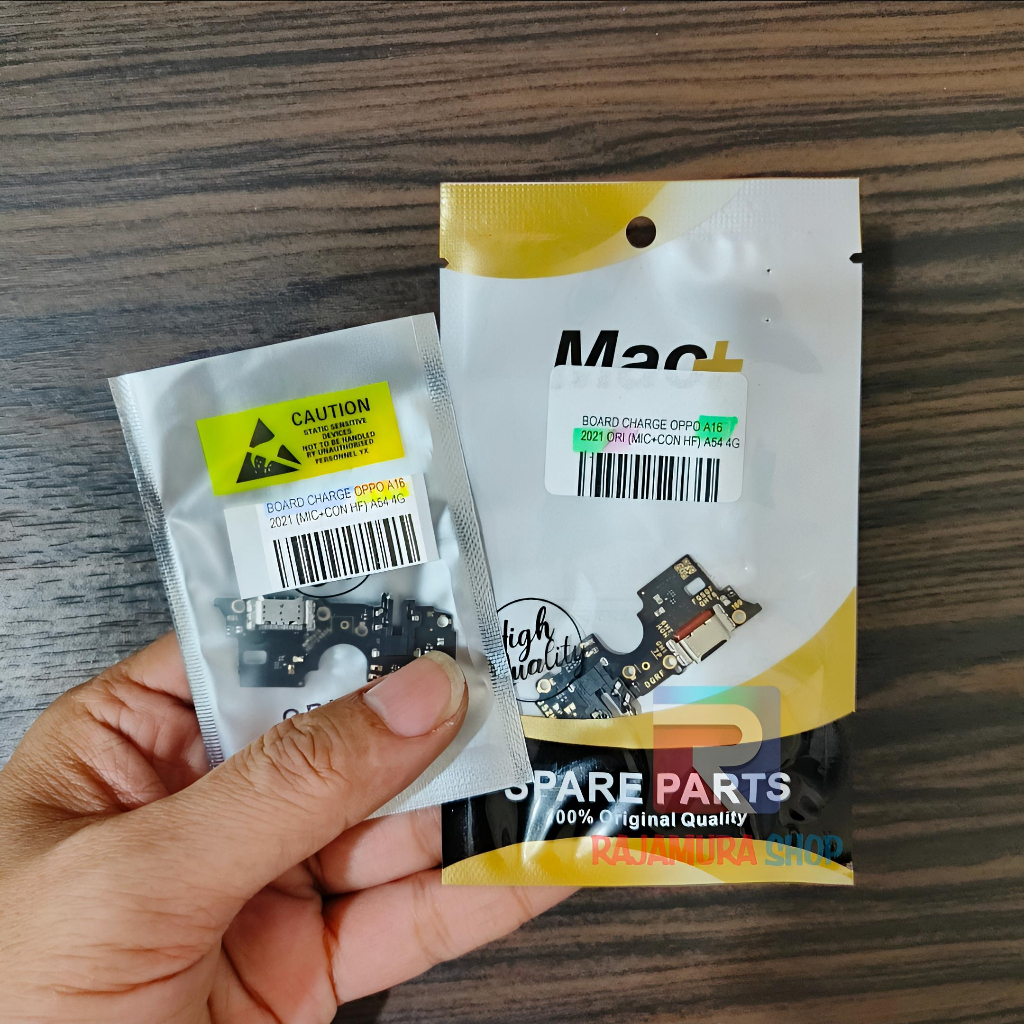 CAUTION
STATIC SENSITIVE
DEVICES
NOT TO BE HANDLED
BY UNAUTHORISED
PERSONNEL YX
BOARD CHARGE OPPO A16
2021 (MIC+CON HF) A54 4G
Mac+
BOARD CHARGE OPPO A16
2021 ORI (MIC+CON HF) A54 4G
High
Quality
DGRF
SPARE PARTS
100% Original Quality
R
RAJAMURA SHOP